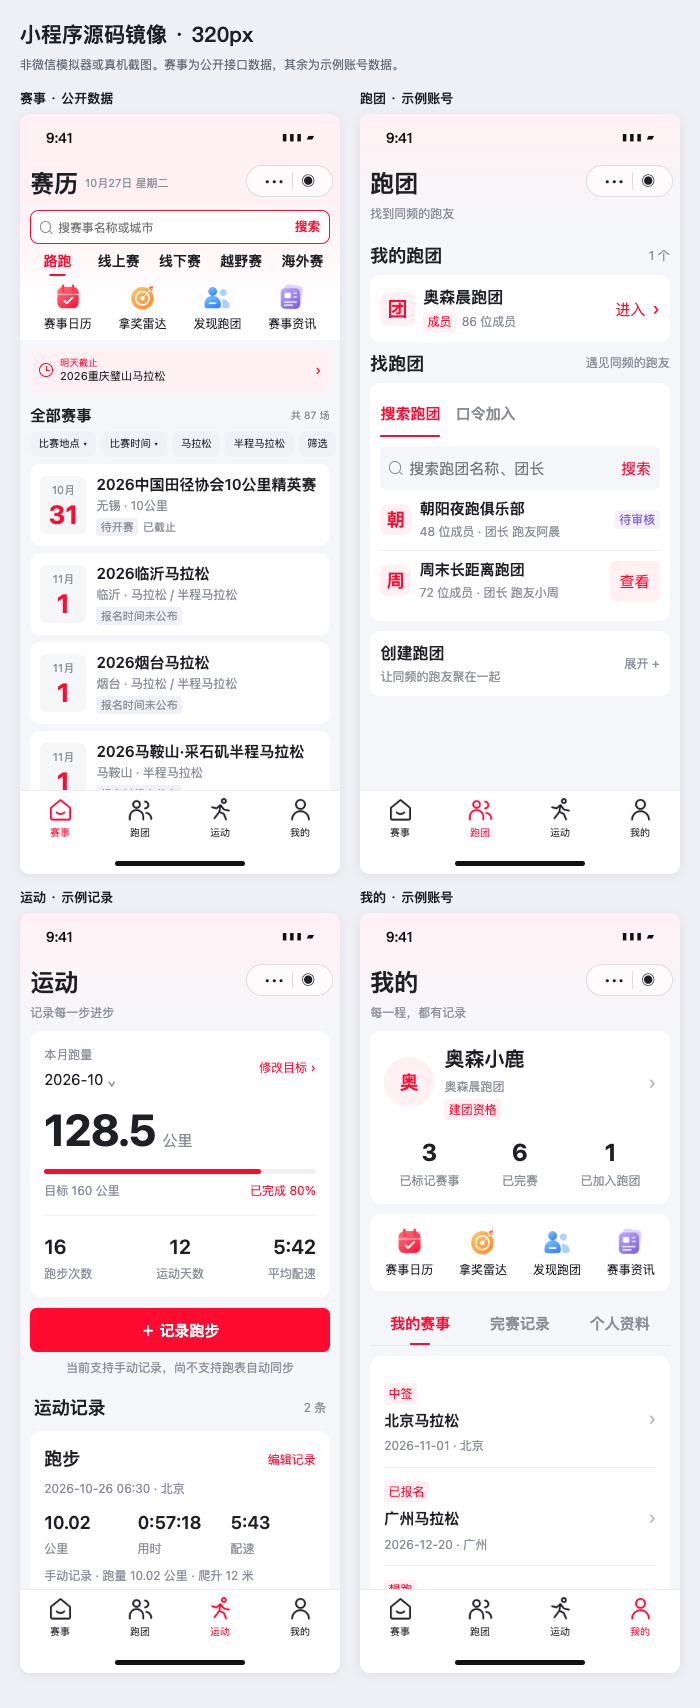 小程序源码镜像 · 320px
非微信模拟器或真机截图。赛事为公开接口数据，其余为示例账号数据。
赛事 · 公开数据
9:41
赛历 10月27日 星期二
搜赛事名称或城市 搜索
路跑 线上赛 线下赛 越野赛 海外赛
赛事日历 拿奖雷达 发现跑团 赛事资讯
明天截止
2026重庆璧山马拉松
全部赛事 共 87 场
比赛地点 比赛时间 马拉松 半程马拉松 筛选
10月
31
2026中国田径协会10公里精英赛
无锡 · 10公里
待开赛 已截止
11月
1
2026临沂马拉松
临沂 · 马拉松 / 半程马拉松
报名时间未公布
11月
1
2026烟台马拉松
烟台 · 马拉松 / 半程马拉松
报名时间未公布
11月
1
2026马鞍山·采石矶半程马拉松
马鞍山 · 半程马拉松
赛事 跑团 运动 我的
跑团 · 示例账号
9:41
跑团
找到同频的跑友
我的跑团 1 个
团
奥森晨跑团
成员 86 位成员
进入 ›
找跑团 遇见同频的跑友
搜索跑团 口令加入
搜索跑团名称、团长 搜索
朝
朝阳夜跑俱乐部
48 位成员 · 团长 跑友阿晨
待审核
周
周末长距离跑团
72 位成员 · 团长 跑友小周
查看
创建跑团
让同频的跑友聚在一起
展开 +
赛事 跑团 运动 我的
运动 · 示例记录
9:41
运动
记录每一步进步
本月跑量
2026-10
修改目标 ›
128.5 公里
目标 160 公里 已完成 80%
16 12 5:42
跑步次数 运动天数 平均配速
+ 记录跑步
当前支持手动记录，尚不支持跑表自动同步
运动记录 2 条
跑步 编辑记录
2026-10-26 06:30 · 北京
10.02 0:57:18 5:43
公里 用时 配速
手动记录 · 跑量 10.02 公里 · 爬升 12 米
赛事 跑团 运动 我的
我的 · 示例账号
9:41
我的
每一程，都有记录
奥
奥森小鹿
奥森晨跑团
建团资格
3 6 1
已标记赛事 已完赛 已加入跑团
赛事日历 拿奖雷达 发现跑团 赛事资讯
我的赛事 完赛记录 个人资料
中签
北京马拉松
2026-11-01 · 北京
已报名
广州马拉松
2026-12-20 · 广州
赛事 跑团 运动 我的